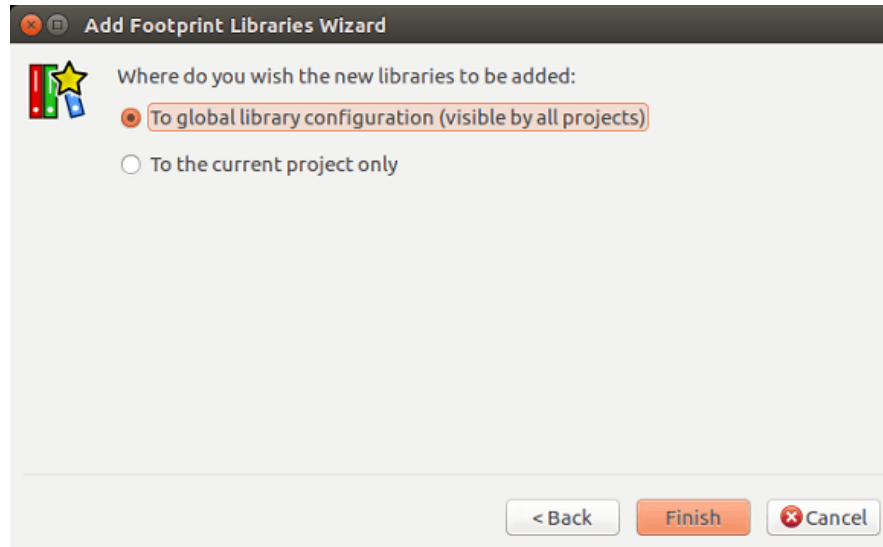 Add Footprint Libraries Wizard
Where do you wish the new libraries to be added:
To global library configuration (visible by all projects)
To the current project only
< Back Finish Cancel